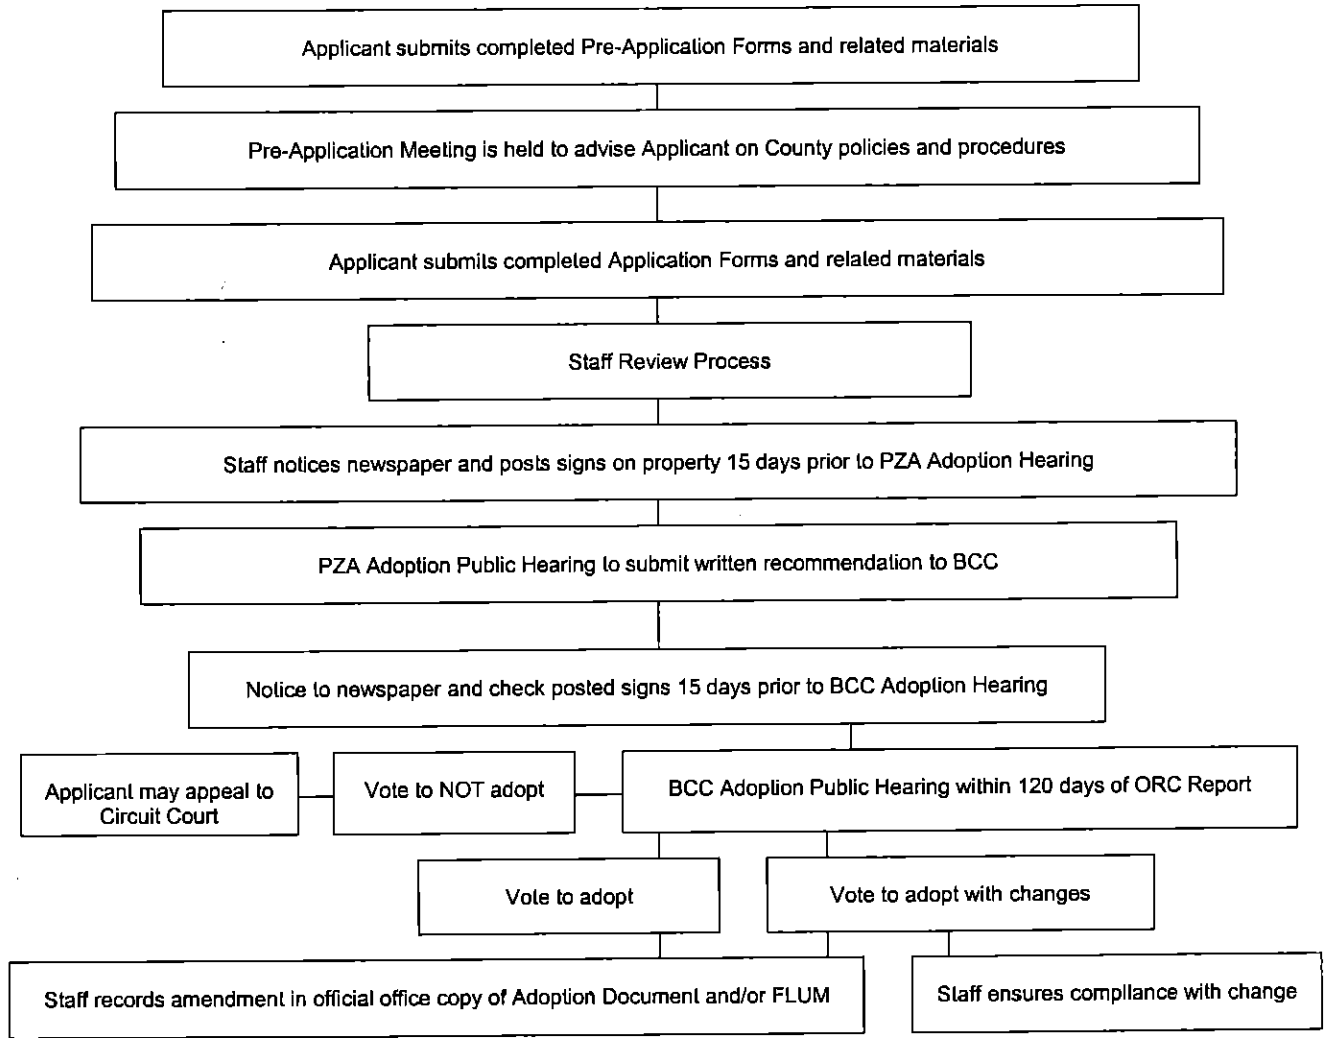 Applicant submits completed Pre-Application Forms and related materials
Pre-Application Meeting is held to advise Applicant on County policies and procedures
Applicant submits completed Application Forms and related materials
Staff Review Process
Staff notices newspaper and posts signs on property 15 days prior to PZA Adoption Hearing
PZA Adoption Public Hearing to submit written recommendation to BCC
Notice to newspaper and check posted signs 15 days prior to BCC Adoption Hearing
Applicant may appeal to
Circuit Court
Vote to NOT adopt
BCC Adoption Public Hearing within 120 days of ORC Report
Vote to adopt
Vote to adopt with changes
Staff records amendment in official office copy of Adoption Document and/or FLUM
Staff ensures compliance with change